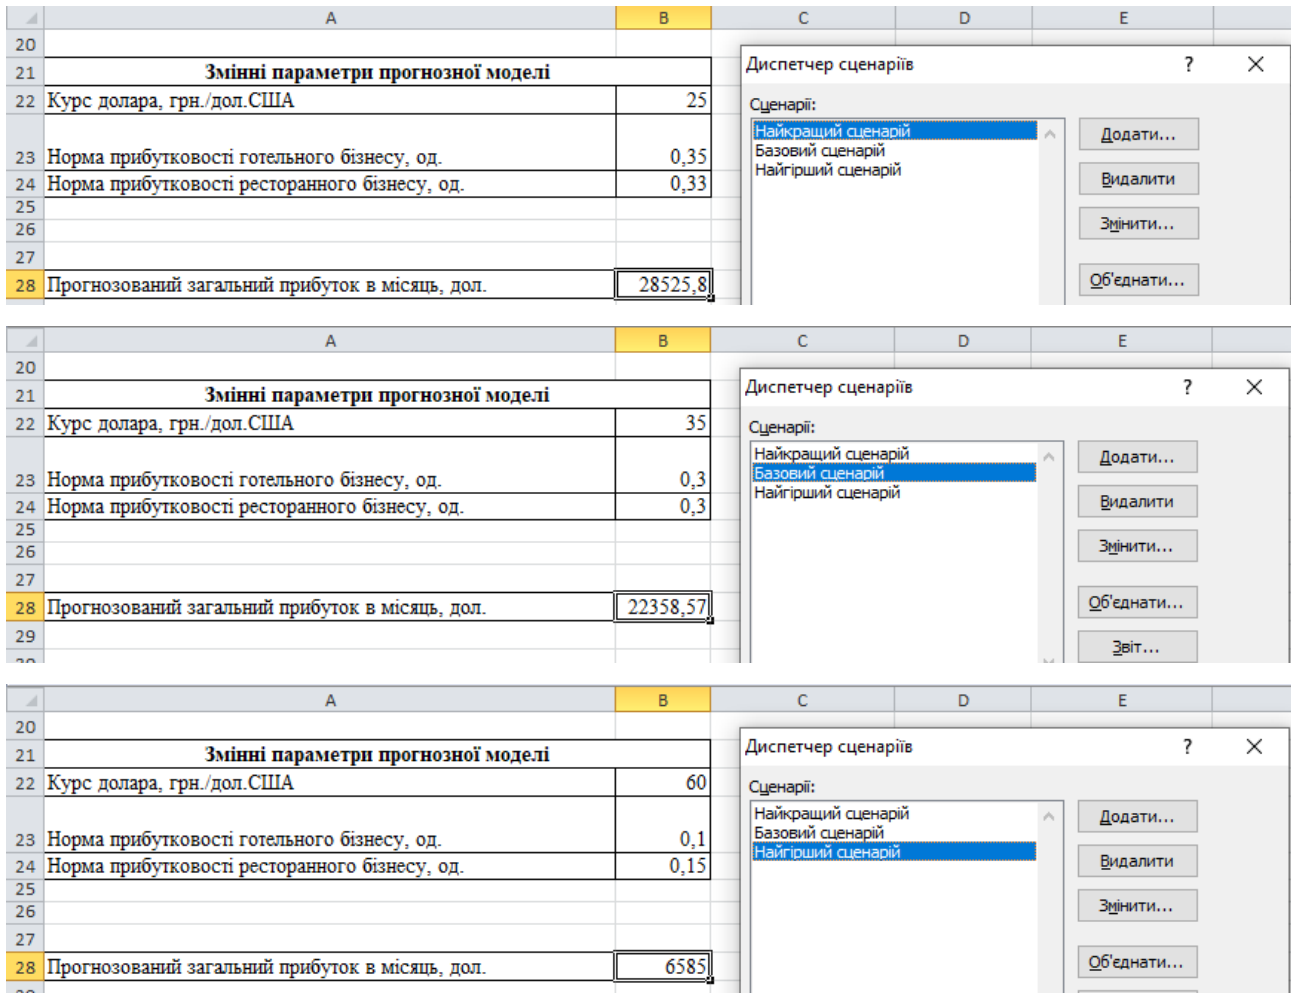 A B C D E
20
21 Змінні параметри прогнозної моделі
22 Курс долара, грн./дол.США 25
23 Норма прибутковості готельного бізнесу, од. 0,35
24 Норма прибутковості ресторанного бізнесу, од. 0,33
25
26
27
28 Прогнозований загальний прибуток в місяць, дол. 28525,8
Диспетчер сценаріїв ? ×
Сценарії:
Найкращий сценарій
Базовий сценарій
Найгірший сценарій
Додати...
Видалити
Змінити...
Об'єднати...
A B C D E
20
21 Змінні параметри прогнозної моделі
22 Курс долара, грн./дол.США 35
23 Норма прибутковості готельного бізнесу, од. 0,3
24 Норма прибутковості ресторанного бізнесу, од. 0,3
25
26
27
28 Прогнозований загальний прибуток в місяць, дол. 22358,57
29
Диспетчер сценаріїв ? ×
Сценарії:
Найкращий сценарій
Базовий сценарій
Найгірший сценарій
Додати...
Видалити
Змінити...
Об'єднати...
Звіт...
A B C D E
20
21 Змінні параметри прогнозної моделі
22 Курс долара, грн./дол.США 60
23 Норма прибутковості готельного бізнесу, од. 0,1
24 Норма прибутковості ресторанного бізнесу, од. 0,15
25
26
27
28 Прогнозований загальний прибуток в місяць, дол. 6585
Диспетчер сценаріїв ? ×
Сценарії:
Найкращий сценарій
Базовий сценарій
Найгірший сценарій
Додати...
Видалити
Змінити...
Об'єднати...